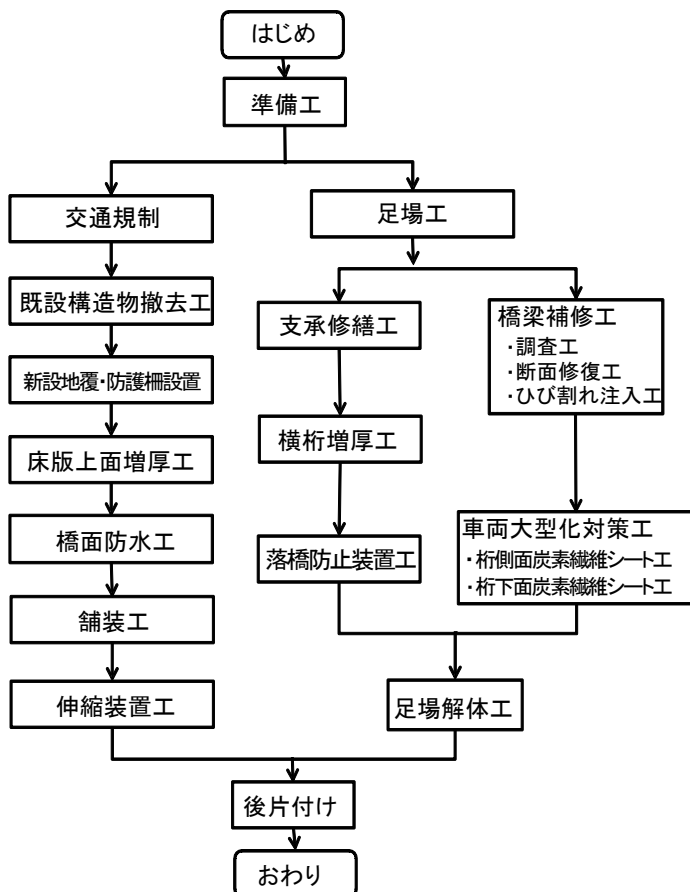 はじめ
準備工
交通規制
既設構造物撤去工
新設地覆・防護柵設置
床版上面増厚工
橋面防水工
舗装工
伸縮装置工
足場工
支承修繕工
横桁増厚工
落橋防止装置工
橋梁補修工
・調査工
・断面修復工
・ひび割れ注入工
車両大型化対策工
・桁側面炭素繊維シート工
・桁下面炭素繊維シート工
足場解体工
後片付け
おわり